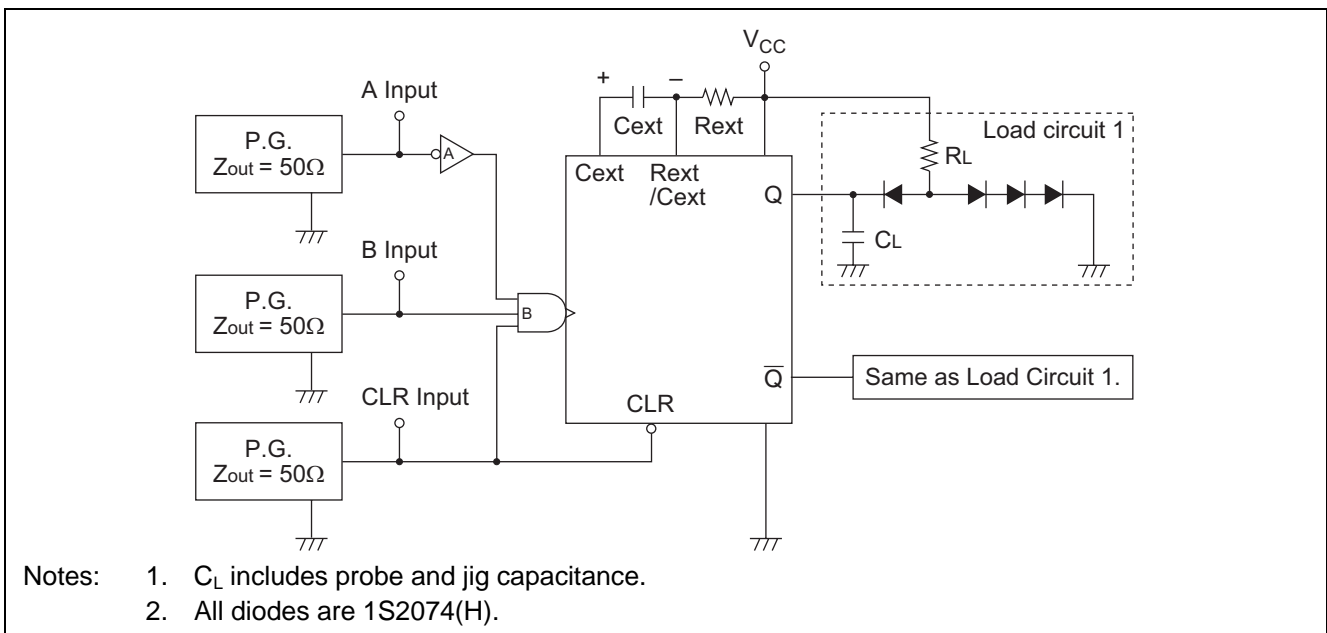 V_CC
+ −
A Input
Cext Rext
P.G.
Zout = 50Ω
A
Load circuit 1
RL
Cext Rext
/Cext
Q
CL
B Input
P.G.
Zout = 50Ω
B
Q̅
Same as Load Circuit 1.
CLR Input
CLR
P.G.
Zout = 50Ω
Notes: 1. C_L includes probe and jig capacitance.
2. All diodes are 1S2074(H).